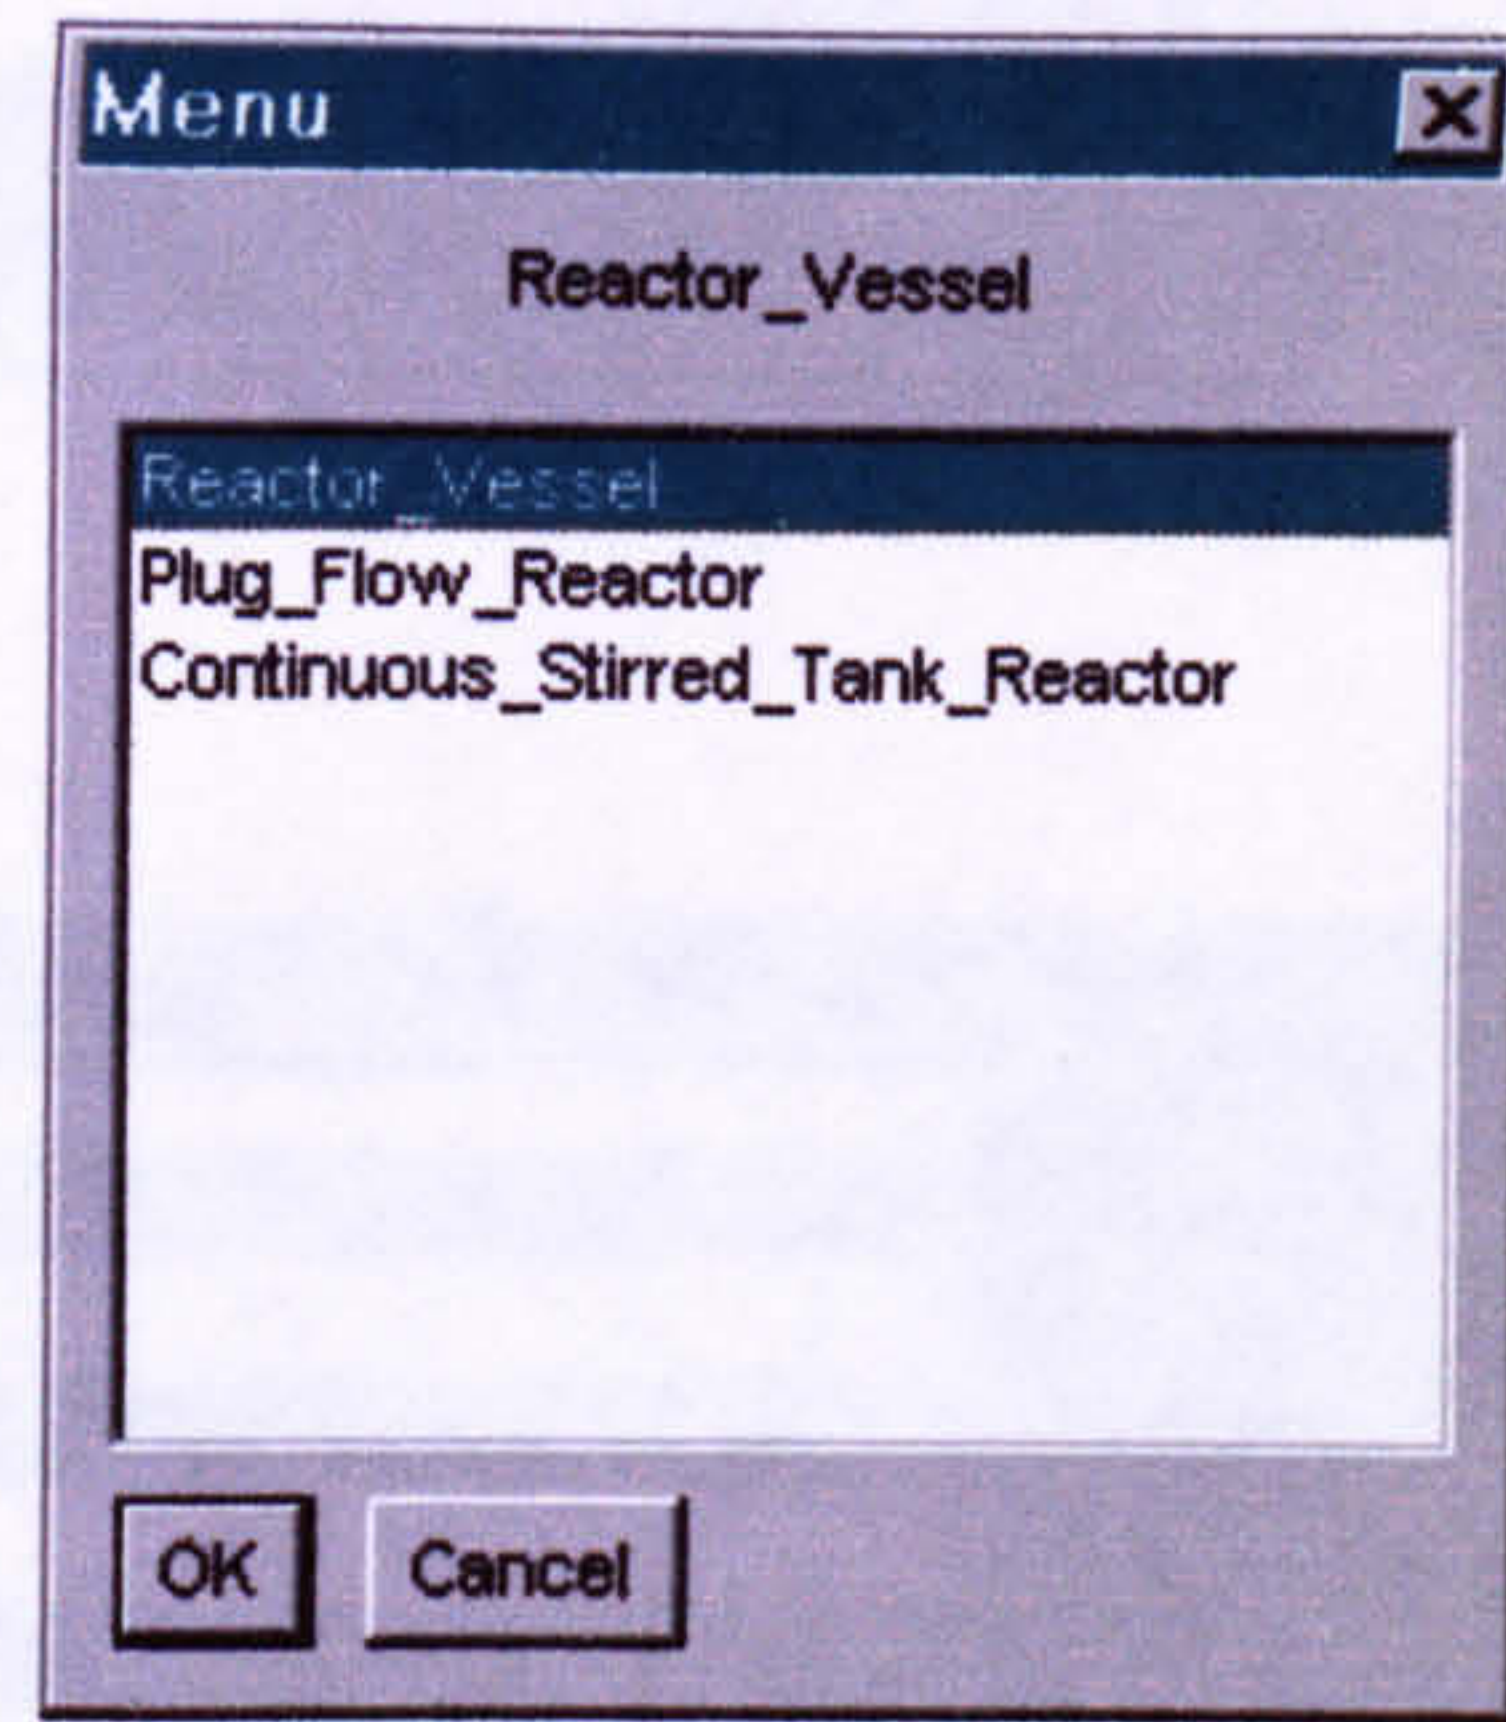 Menu
Reactor_Vessel
Reactor_Vessel
Plug_Flow_Reactor
Continuous_Stirred_Tank_Reactor
OK
Cancel